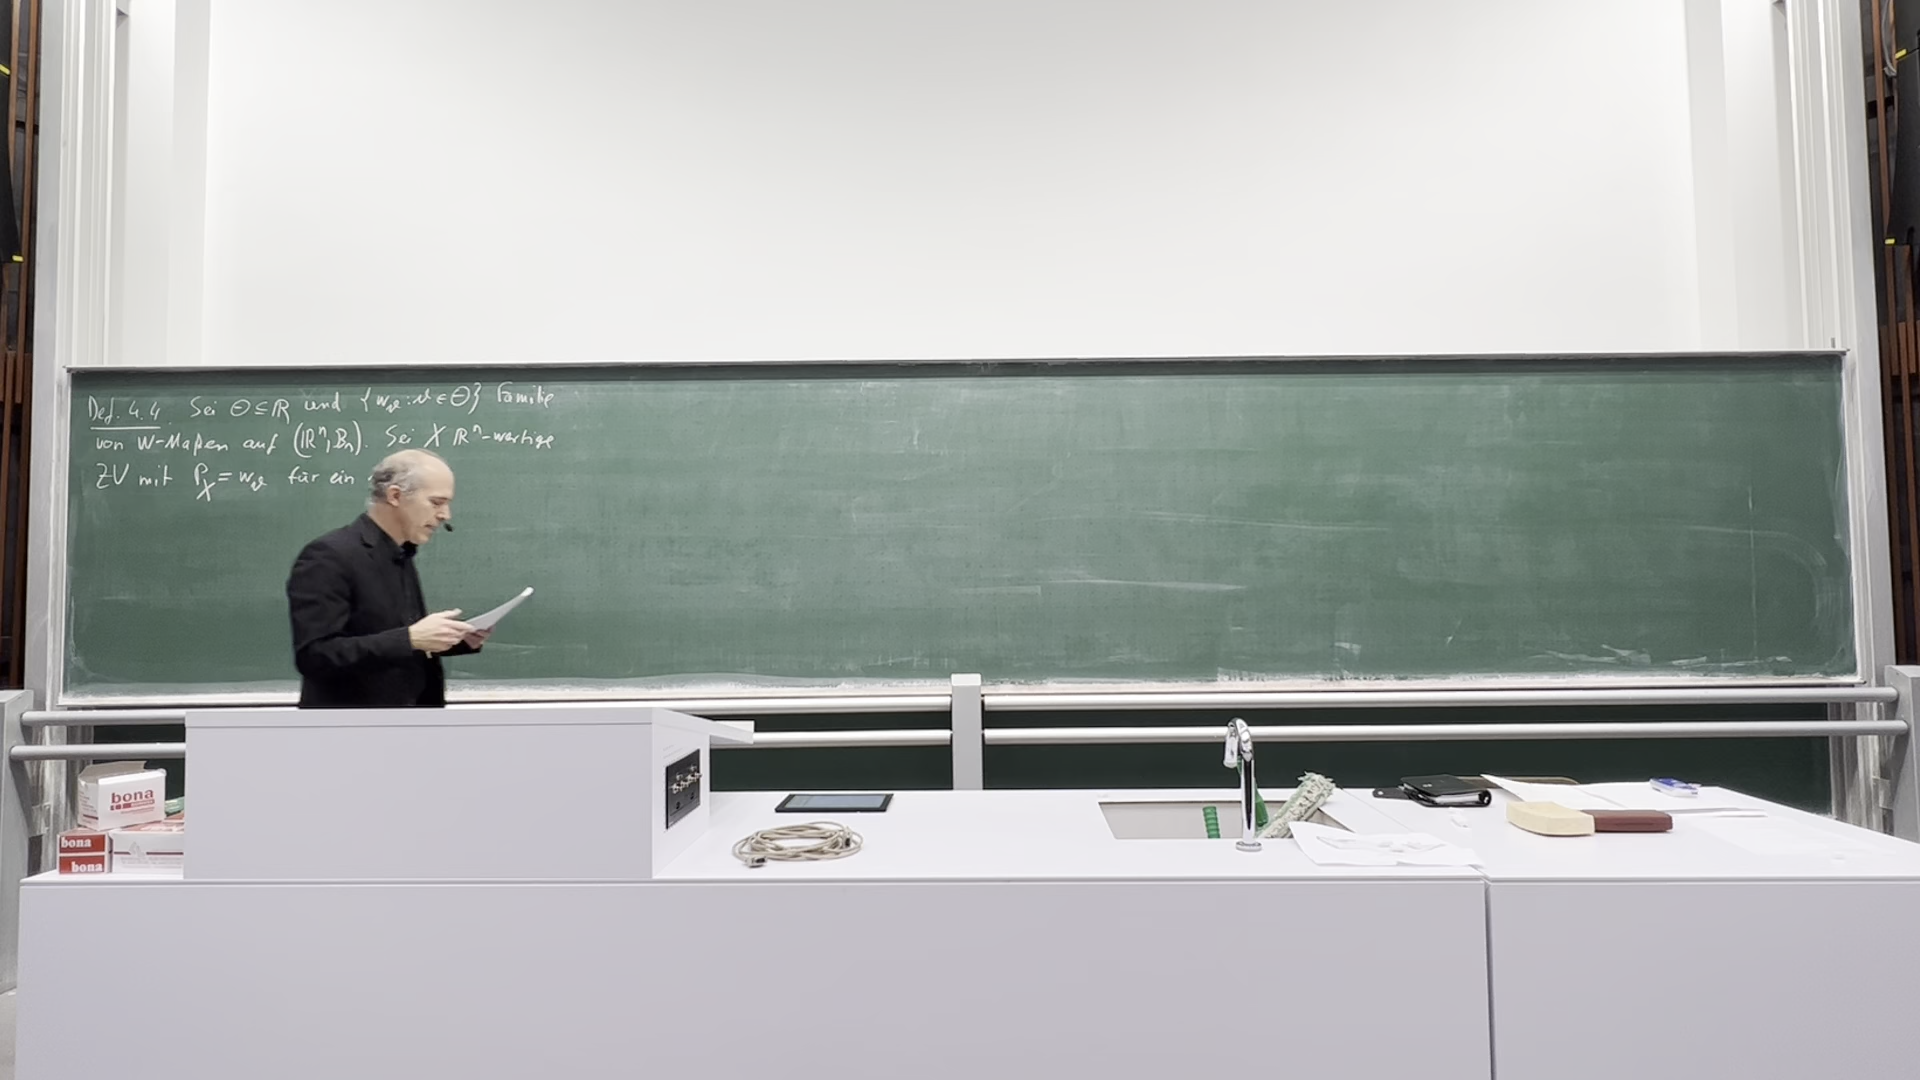 Def. 4.4. Sei Θ ⊆ ℝ und {w_ϑ : ϑ ∈ Θ} Familie
von W-Maßen auf (ℝⁿ, Bₙ). Sei X ℝⁿ-wertige
ZV mit P_X = w_ϑ für ein
bona
bona
bona